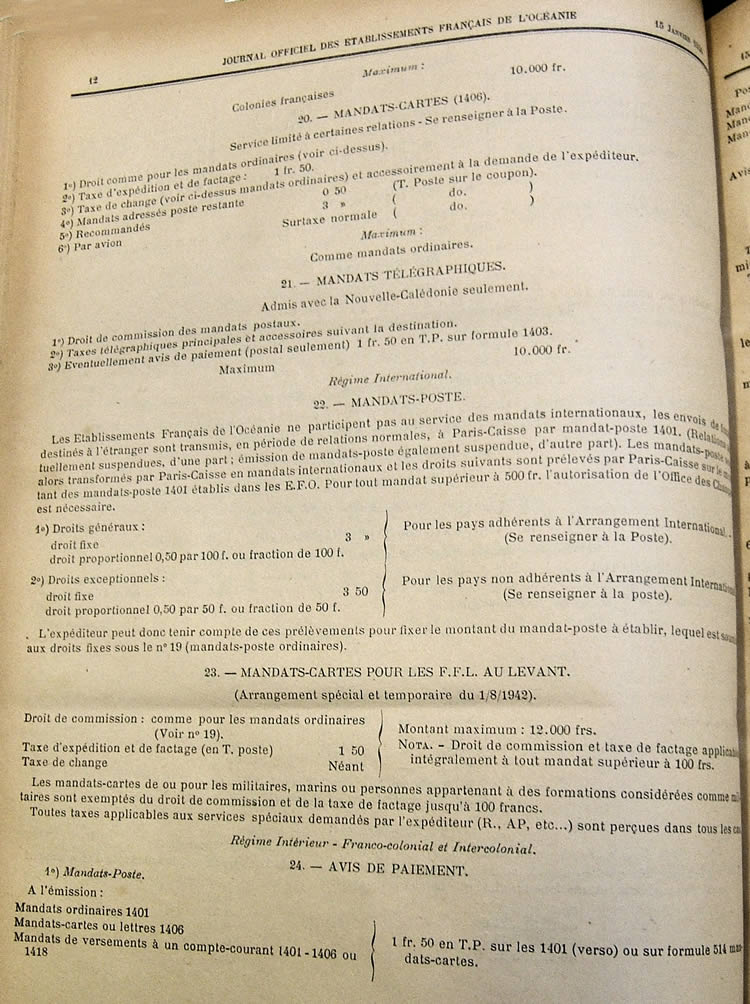 12
JOURNAL OFFICIEL DES ETABLISSEMENTS FRANÇAIS DE L'OCÉANIE
15 JANVIER
Maximum :
Colonies françaises 10.000 fr.
20. — MANDATS-CARTES (1406).
Service limité à certaines relations - Se renseigner à la Poste.
1o) Droit comme pour les mandats ordinaires (voir ci-dessus).
2o) Taxe d'expédition et de factage : 1 fr. 50.
3o) Taxe de change (voir ci-dessus mandats ordinaires) et accessoirement à la demande de l'expéditeur.
4o) Mandats adressés poste restante 0 50 (T. Poste sur le coupon).
5o) Recommandés 3 » ( do. )
6o) Par avion Surtaxe normale ( do. )
Maximum :
Comme mandats ordinaires.
21. — MANDATS TÉLÉGRAPHIQUES.
Admis avec la Nouvelle-Calédonie seulement.
1o) Droit de commission des mandats postaux.
2o) Taxes télégraphiques principales et accessoires suivant la destination.
3o) Eventuellement avis de paiement (postal seulement) 1 fr. 50 en T.P. sur formule 1403.
Maximum 10.000 fr.
Régime International.
22. — MANDATS-POSTE.
Les Etablissements Français de l'Océanie ne participent pas au service des mandats internationaux, les envois de
destinés à l'étranger sont transmis, en période de relations normales, à Paris-Caisse par mandat-poste 1401. (Relations
tuellement suspendues, d'une part ; émission de mandats-poste également suspendue, d'autre part). Les mandats-poste
alors transformés par Paris-Caisse en mandats internationaux et les droits suivants sont prélevés par Paris-Caisse sur le
tant des mandats-poste 1401 établis dans les E.F.O. Pour tout mandat supérieur à 500 fr. l'autorisation de l'Office des
est nécessaire.
1o) Droits généraux :
droit fixe 3 »
droit proportionnel 0,50 par 100 f. ou fraction de 100 f.
Pour les pays adhérents à l'Arrangement International.
(Se renseigner à la Poste).
2o) Droits exceptionnels :
droit fixe 3 50
droit proportionnel 0,50 par 50 f. ou fraction de 50 f.
Pour les pays non adhérents à l'Arrangement
(Se renseigner à la poste).
L'expéditeur peut donc tenir compte de ces prélèvements pour fixer le montant du mandat-poste à établir, lequel est
aux droits fixes sous le no 19 (mandats-poste ordinaires).
23. — MANDATS-CARTES POUR LES F.F.L. AU LEVANT.
(Arrangement spécial et temporaire du 1/8/1942).
Droit de commission : comme pour les mandats ordinaires
(Voir no 19).
Taxe d'expédition et de factage (en T. poste) 1 50
Taxe de change Néant
Montant maximum : 12.000 frs.
NOTA. - Droit de commission et taxe de factage
intégralement à tout mandat supérieur à 100 frs.
Les mandats-cartes de ou pour les militaires, marins ou personnes appartenant à des formations considérées comme
taires sont exemptés du droit de commission et de la taxe de factage jusqu'à 100 francs.
Toutes taxes applicables aux services spéciaux demandés par l'expéditeur (R., AP, etc...) sont perçues dans tous les
Régime Intérieur - Franco-colonial et Intercolonial.
24. — AVIS DE PAIEMENT.
1o) Mandats-Poste.
A l'émission :
Mandats ordinaires 1401
Mandats-cartes ou lettres 1406
Mandats de versements à un compte-courant 1401 - 1406 ou
1418
1 fr. 50 en T.P. sur les 1401 (verso) ou sur formule 514
dats-cartes.